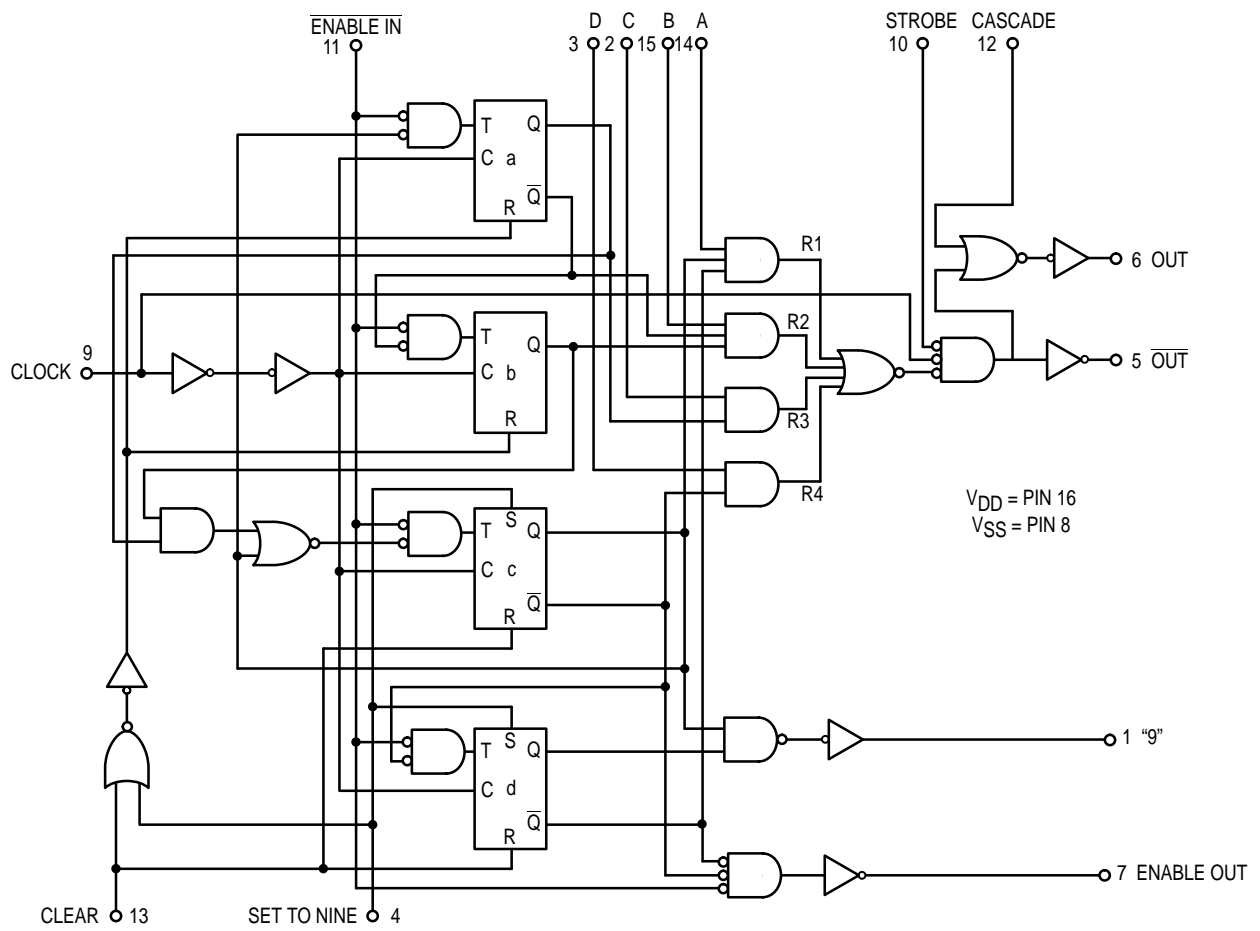 ENABLE IN
11
D C B A
3 2 15 14
STROBE CASCADE
10 12
T Q
C a
Q
R
R1
6 OUT
T Q
C b
R
R2
9
CLOCK
5 OUT
R3
R4
VDD = PIN 16
VSS = PIN 8
S
T Q
C c
Q
R
S
T Q
C d
Q
R
1 “9”
7 ENABLE OUT
CLEAR 13
SET TO NINE 4